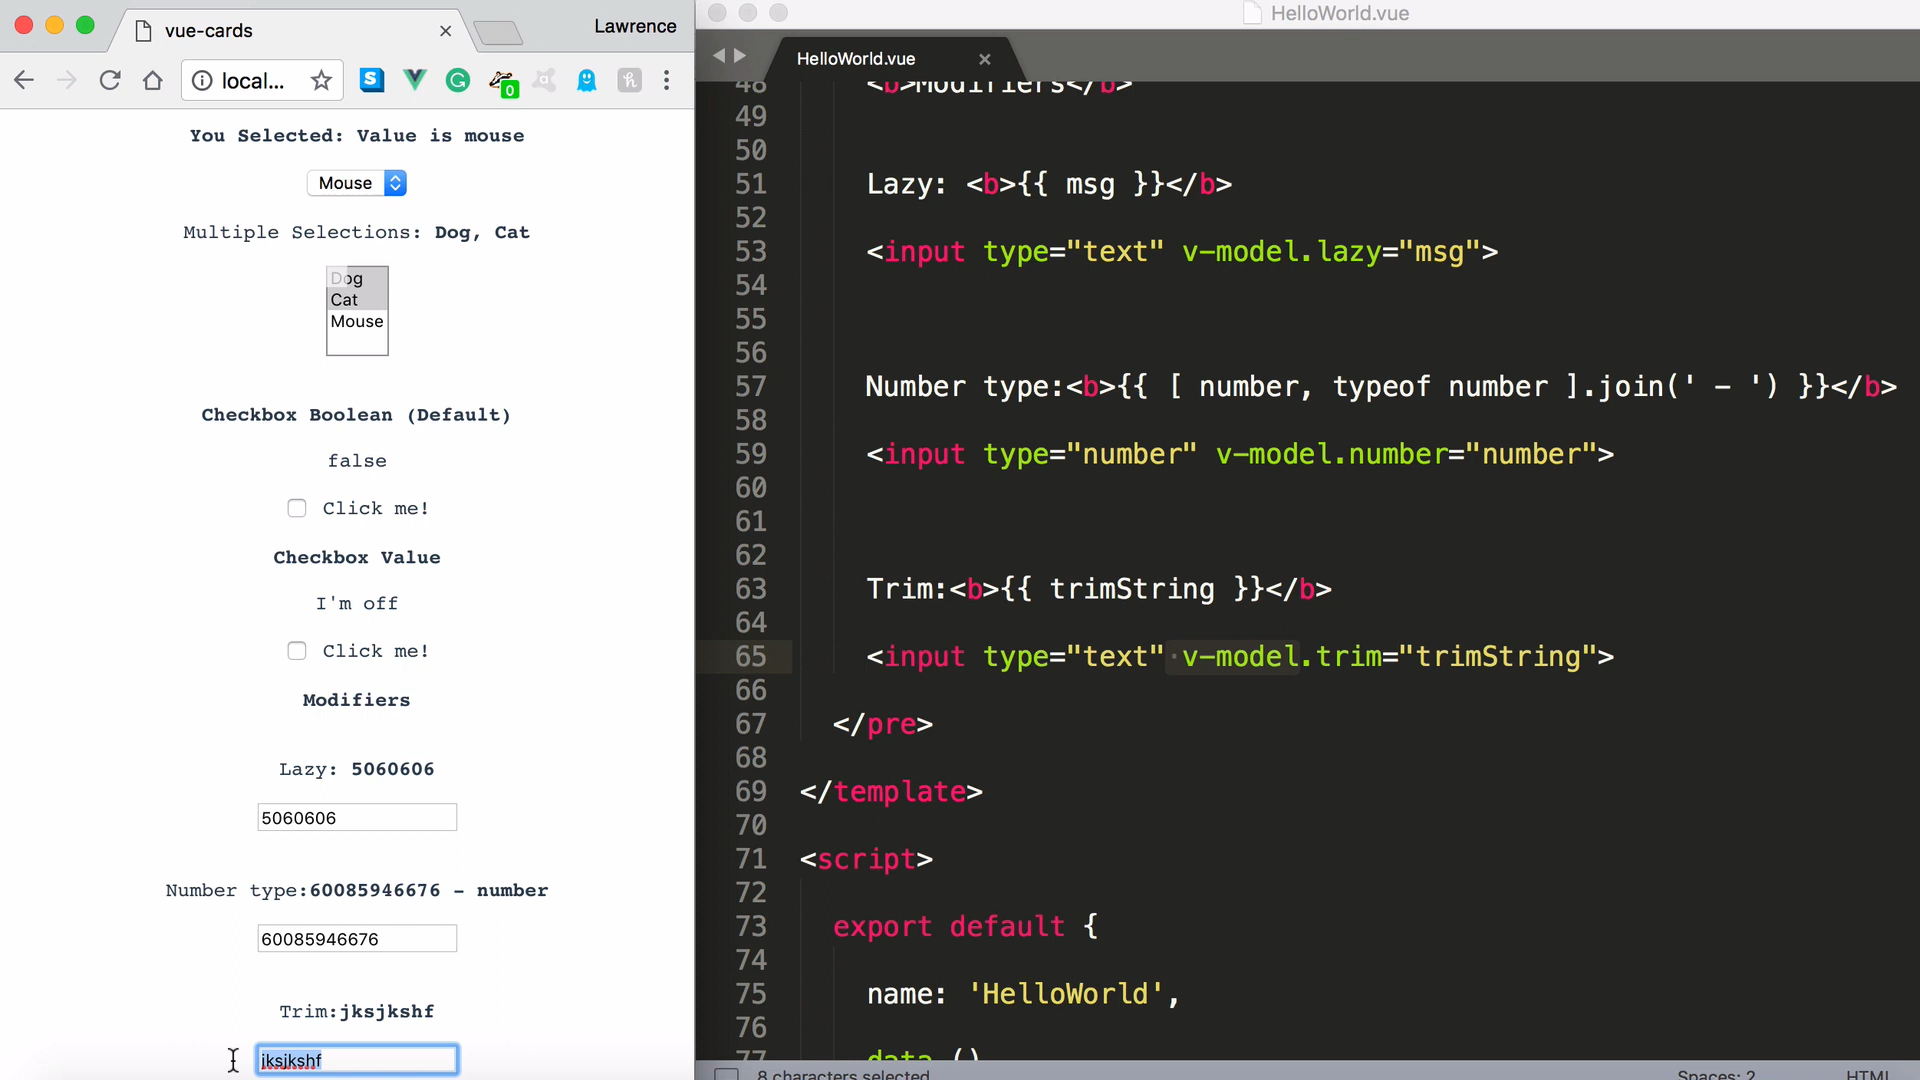 vue-cards
Lawrence
local...
0
You Selected: Value is mouse
Mouse
Multiple Selections: Dog, Cat
Dog
Cat
Mouse
Checkbox Boolean (Default)
false
Click me!
Checkbox Value
I'm off
Click me!
Modifiers
Lazy: 5060606
5060606
Number type:60085946676 - number
60085946676
Trim:jksjkshf
jksjkshf
HelloWorld.vue
HelloWorld.vue
48 <b>Modifiers</b>
49
50
51 Lazy: <b>{{ msg }}</b>
52
53 <input type="text" v-model.lazy="msg">
54
55
56
57 Number type:<b>{{ [ number, typeof number ].join(' - ') }}</b>
58
59 <input type="number" v-model.number="number">
60
61
62
63 Trim:<b>{{ trimString }}</b>
64
65 <input type="text" v-model.trim="trimString">
66
67 </pre>
68
69 </template>
70
71 <script>
72
73 export default {
74
75 name: 'HelloWorld',
76
77 data ()
8 characters selected
Spaces: 2
HTML